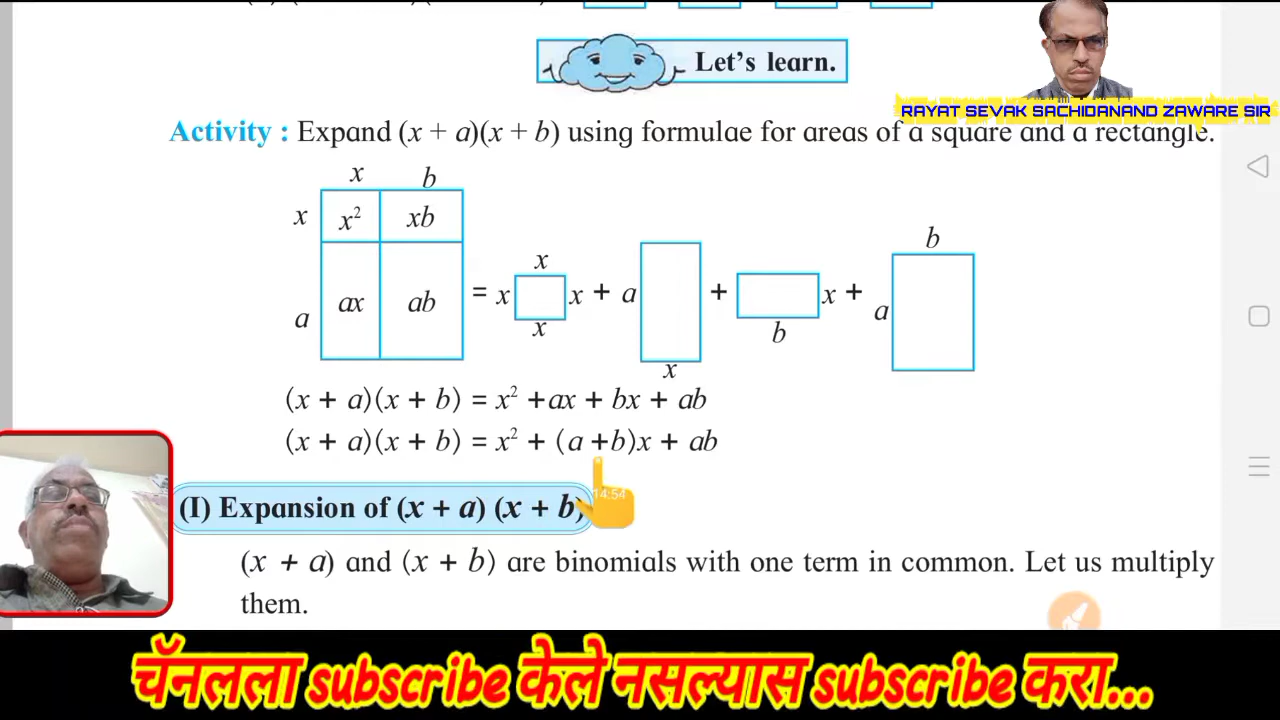 Let's learn.
RAYAT SEVAK SACHIDANAND ZAWARE SIR
Activity : Expand (x + a)(x + b) using formulae for areas of a square and a rectangle.
x b
x x² xb
a ax ab
= x x x x + a x + b x + a b
(x + a)(x + b) = x² +ax + bx + ab
(x + a)(x + b) = x² + (a +b)x + ab
14:54
(I) Expansion of (x + a) (x + b)
(x + a) and (x + b) are binomials with one term in common. Let us multiply
them.
चॅनलला subscribe केले नसल्यास subscribe करा...